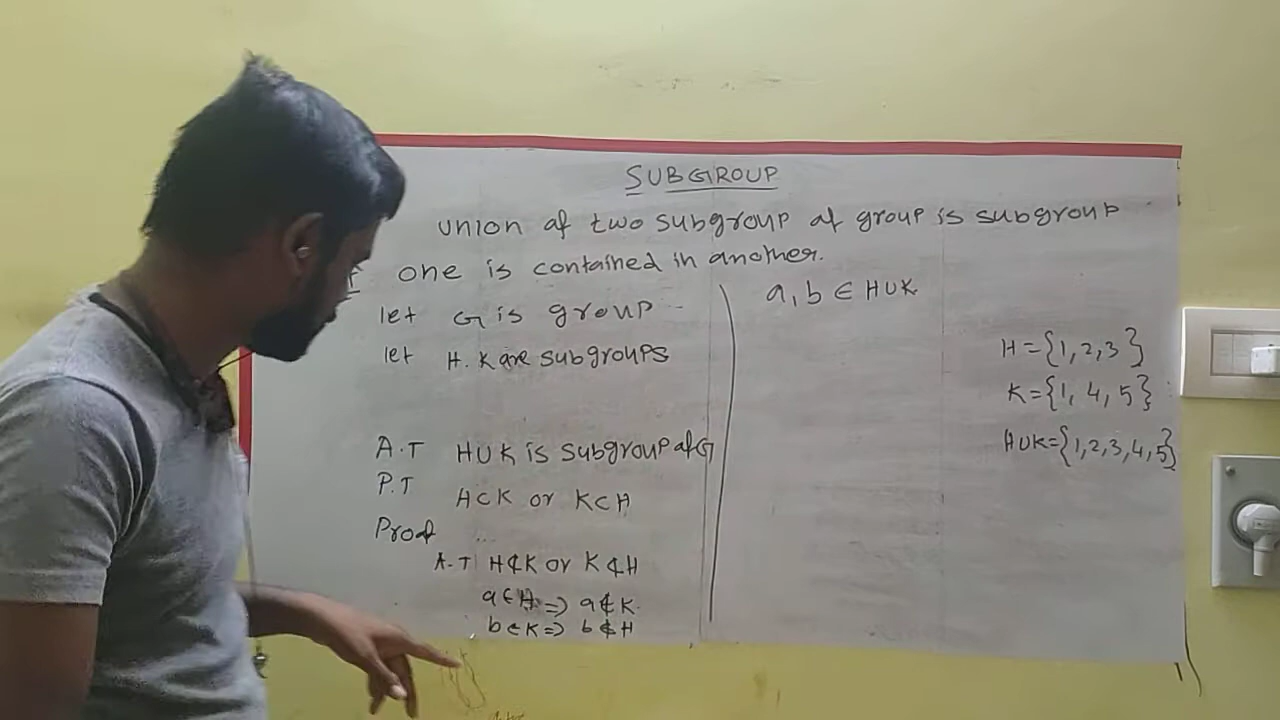 SUBGROUP
union of two subgroup of group is subgroup
one is contained in another.
let G is group
let H. K are subgroups
A.T HUK is subgroup of G
P.T
H⊂K or K⊂H
Proof
A.T H⊄K or K⊄H
a∈H => a∉K
b∈K => b∉H
a,b ∈ HUK
H={1,2,3}
K={1,4,5}
HUK={1,2,3,4,5}